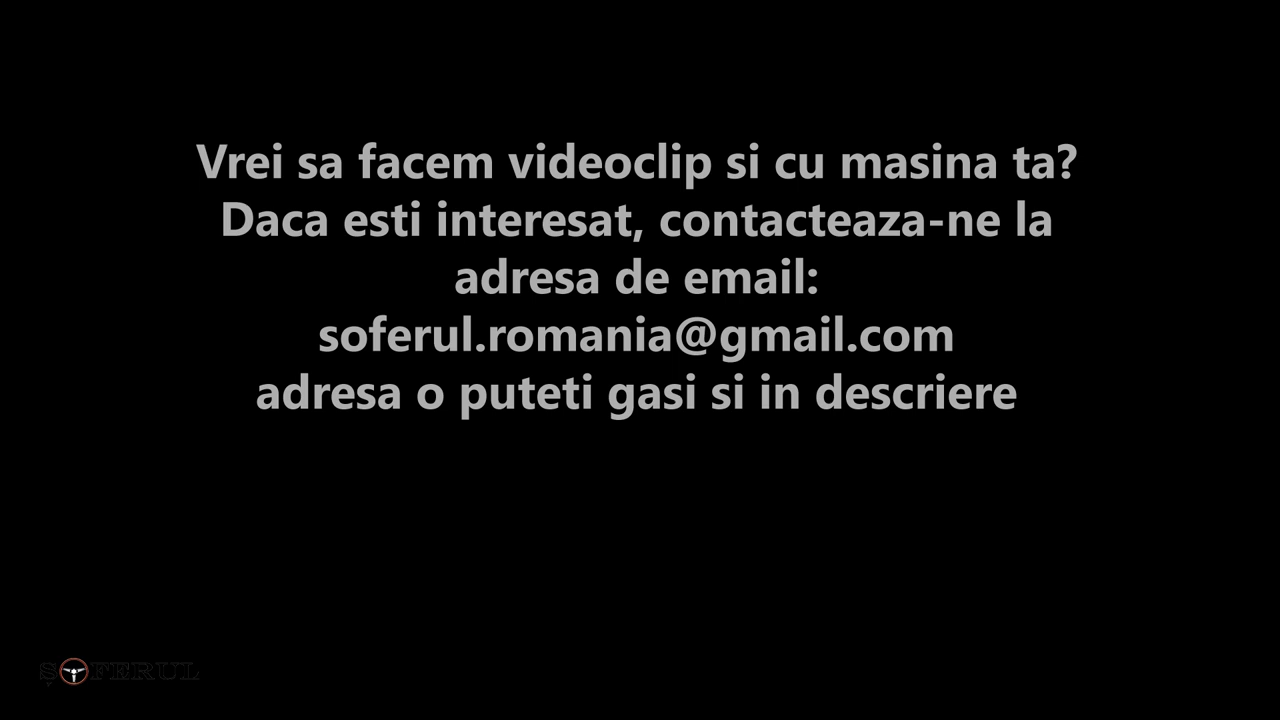 Vrei sa facem videoclip si cu masina ta?
Daca esti interesat, contacteaza-ne la
adresa de email:
soferul.romania@gmail.com
adresa o puteti gasi si in descriere
ȘOFERUL